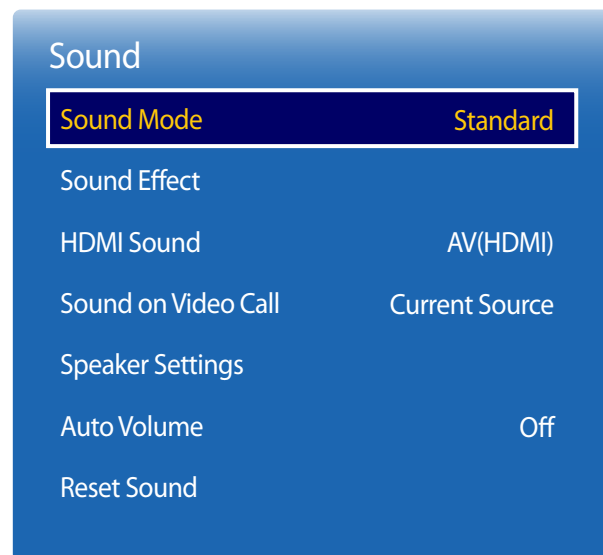 Sound
Sound Mode Standard
Sound Effect
HDMI Sound AV(HDMI)
Sound on Video Call Current Source
Speaker Settings
Auto Volume Off
Reset Sound